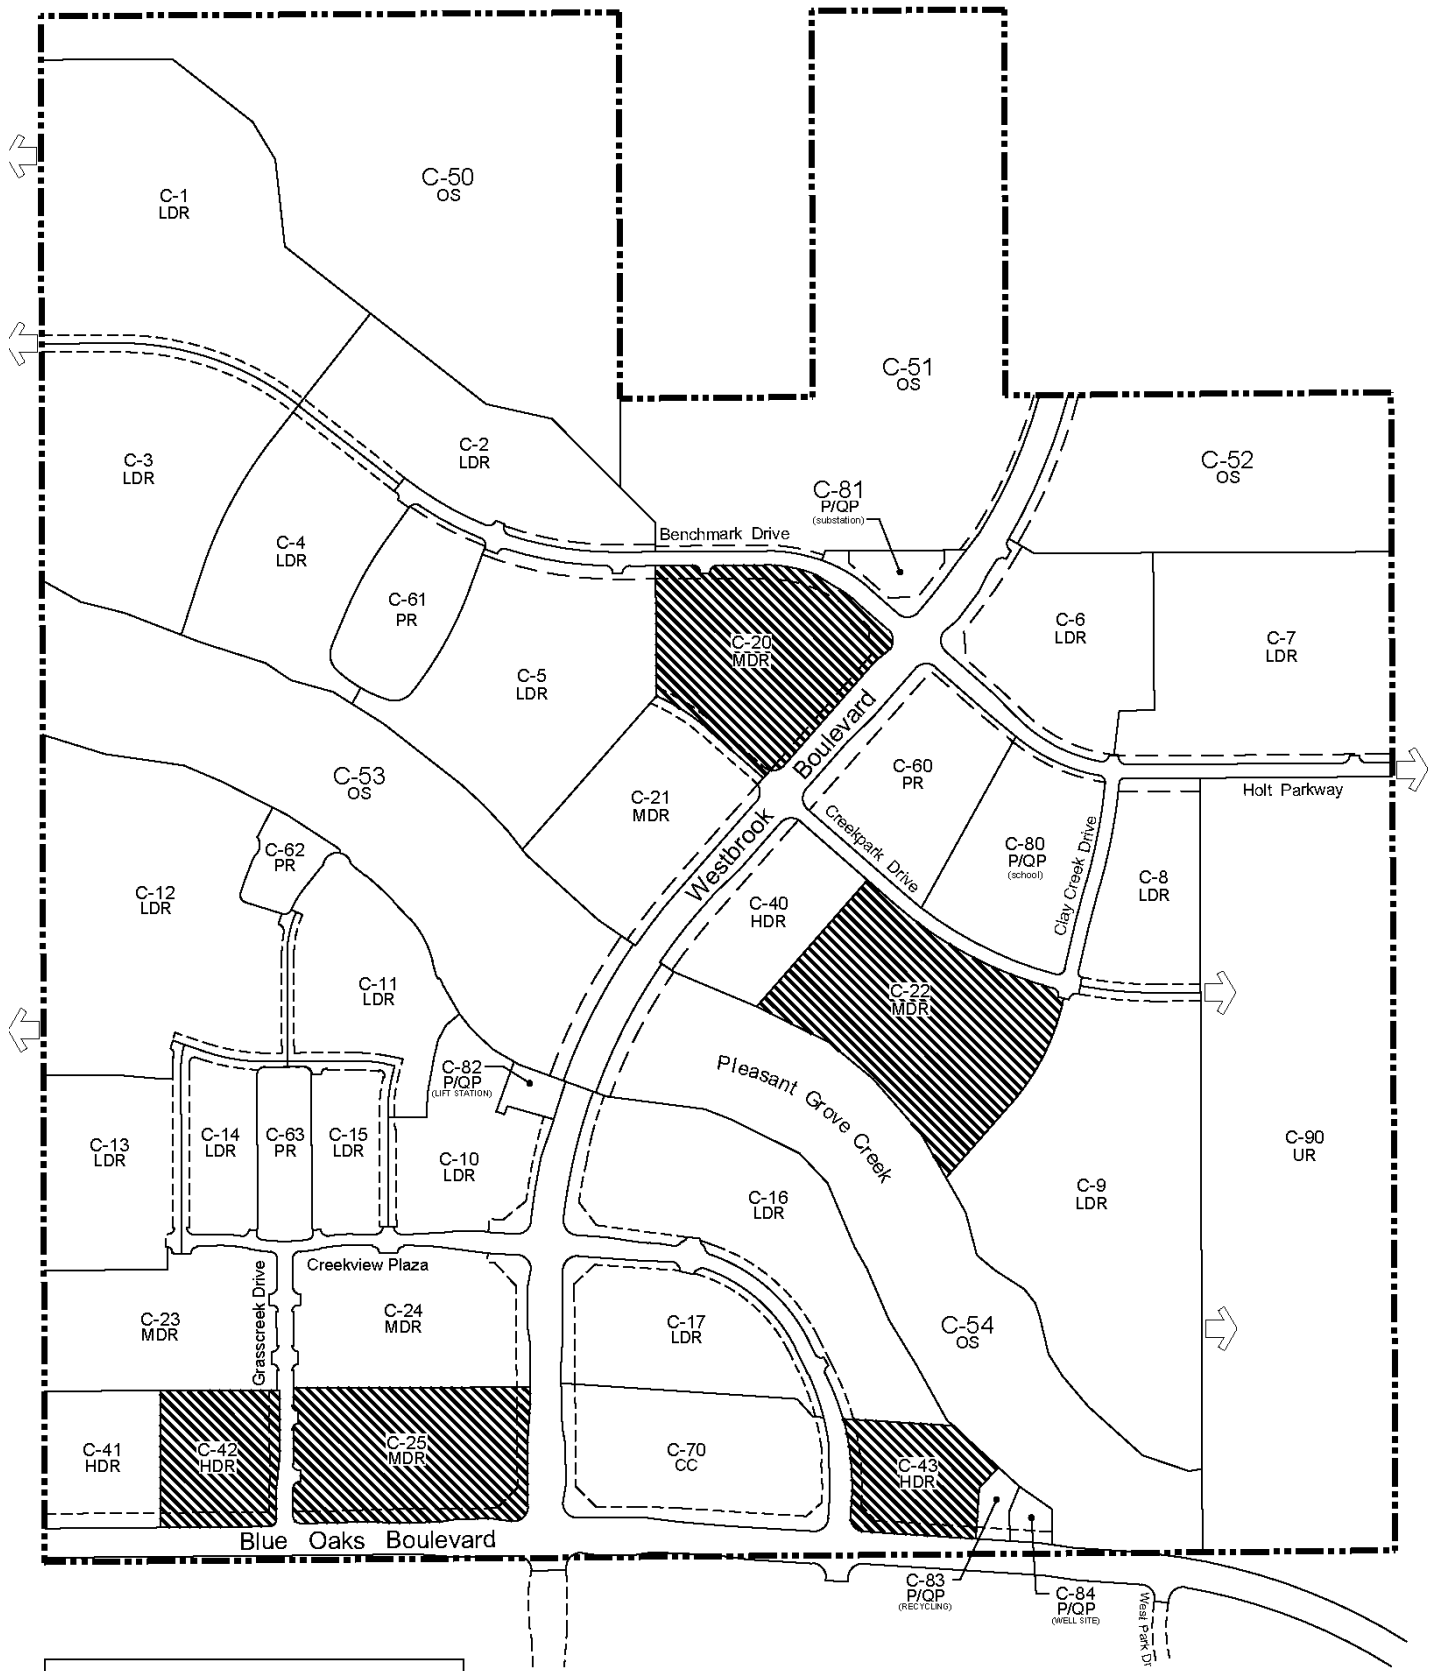 C-50
OS
C-1
LDR
C-51
OS
C-2
LDR
C-52
OS
C-3
LDR
C-81
P/QP
(substation)
Benchmark Drive
C-4
LDR
C-61
PR
C-20
MDR
C-6
LDR
C-7
LDR
C-5
LDR
Westbrook Boulevard
C-53
OS
C-60
PR
Holt Parkway
C-21
MDR
Creekpark Drive
C-80
P/QP
(school)
Clay Creek Drive
C-62
PR
C-8
LDR
C-12
LDR
C-40
HDR
C-11
LDR
C-22
MDR
C-82
P/QP
(LIFT STATION)
Pleasant Grove Creek
C-13
LDR
C-14
LDR
C-63
PR
C-15
LDR
C-10
LDR
C-90
UR
C-16
LDR
C-9
LDR
Creekview Plaza
Grasscreek Drive
C-23
MDR
C-24
MDR
C-17
LDR
C-54
OS
C-41
HDR
C-42
HDR
C-25
MDR
C-70
CC
C-43
HDR
Blue Oaks Boulevard
C-83
P/QP
(RECYCLING)
C-84
P/QP
(WELL SITE)
West Park Dr